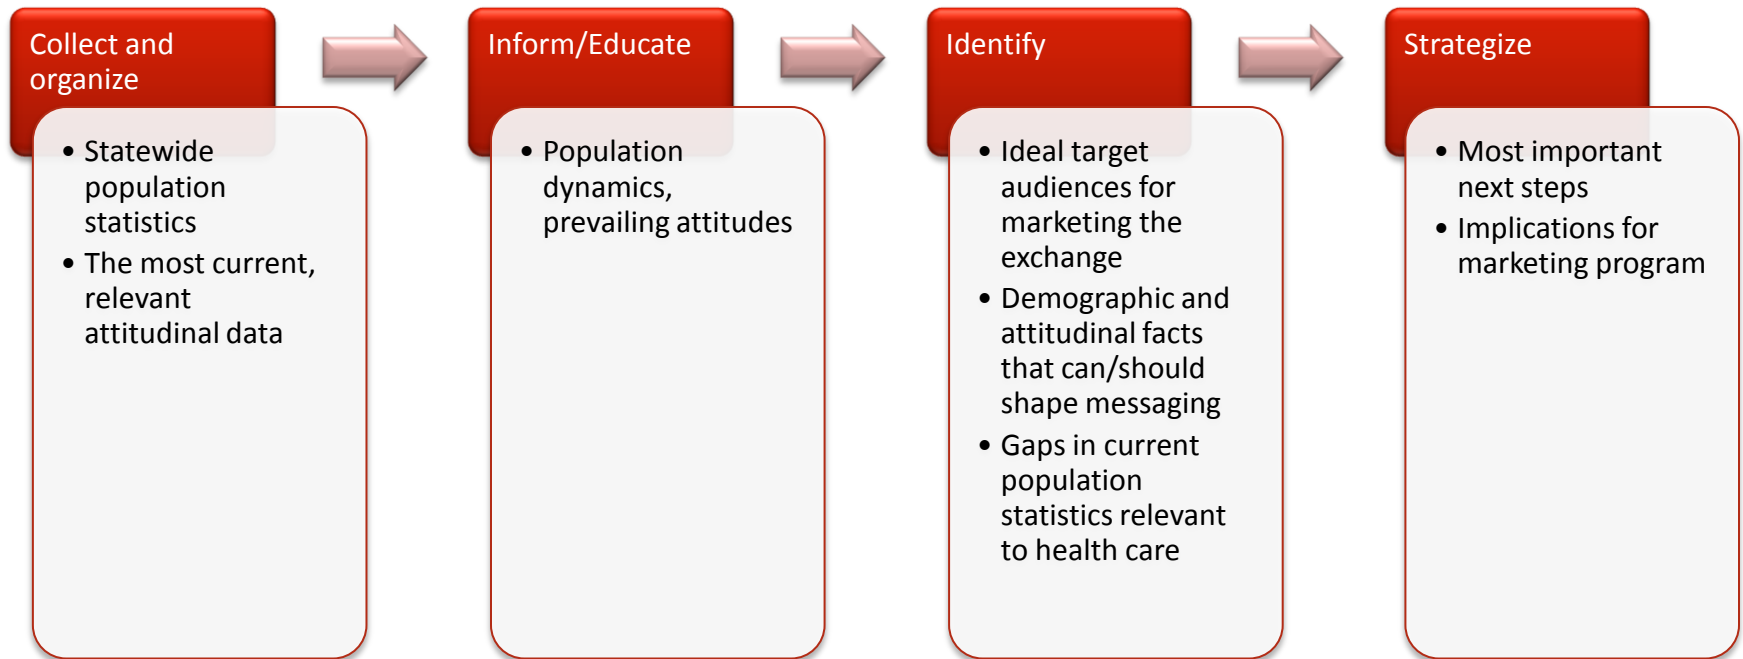 Collect and
organize
• Statewide
population
statistics
• The most current,
relevant
attitudinal data
Inform/Educate
• Population
dynamics,
prevailing attitudes
Identify
• Ideal target
audiences for
marketing the
exchange
• Demographic and
attitudinal facts
that can/should
shape messaging
• Gaps in current
population
statistics relevant
to health care
Strategize
• Most important
next steps
• Implications for
marketing program